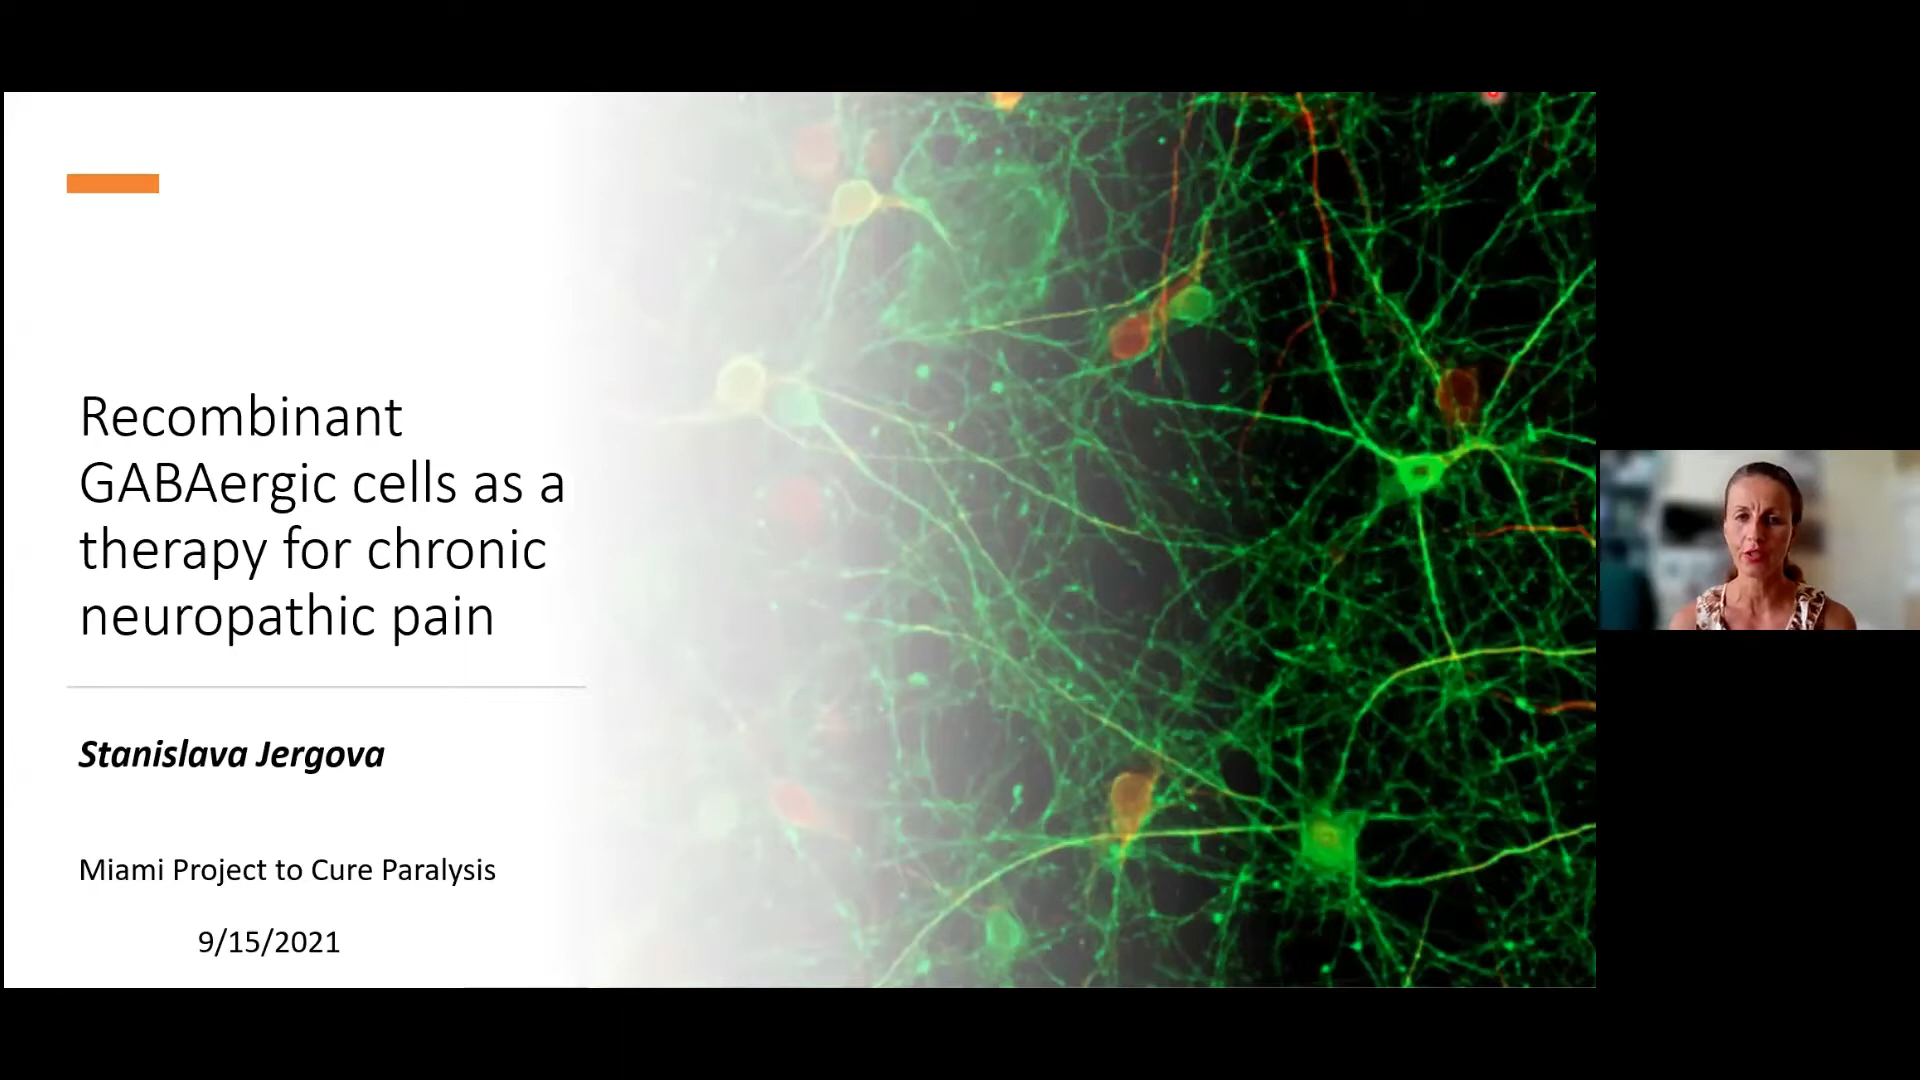 Recombinant
GABAergic cells as a
therapy for chronic
neuropathic pain
Stanislava Jergova
Miami Project to Cure Paralysis
9/15/2021